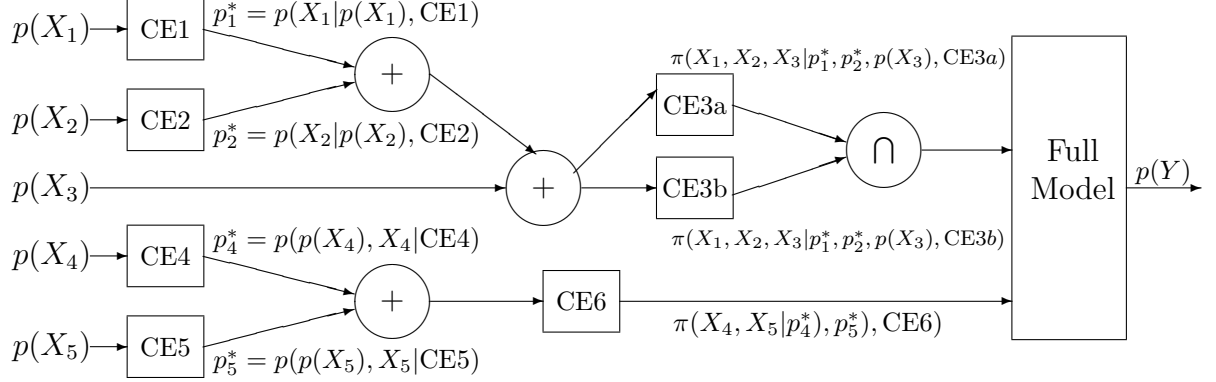 p(X_1)
CE1
p_1^* = p(X_1|p(X_1), CE1)
+
p(X_2)
CE2
p_2^* = p(X_2|p(X_2), CE2)
p(X_3)
+
π(X_1, X_2, X_3|p_1^*, p_2^*, p(X_3), CE3a)
CE3a
CE3b
π(X_1, X_2, X_3|p_1^*, p_2^*, p(X_3), CE3b)
∩
p(X_4)
CE4
p_4^* = p(p(X_4), X_4|CE4)
+
p(X_5)
CE5
p_5^* = p(p(X_5), X_5|CE5)
CE6
π(X_4, X_5|p_4^*), p_5^*), CE6)
Full
Model
p(Y)